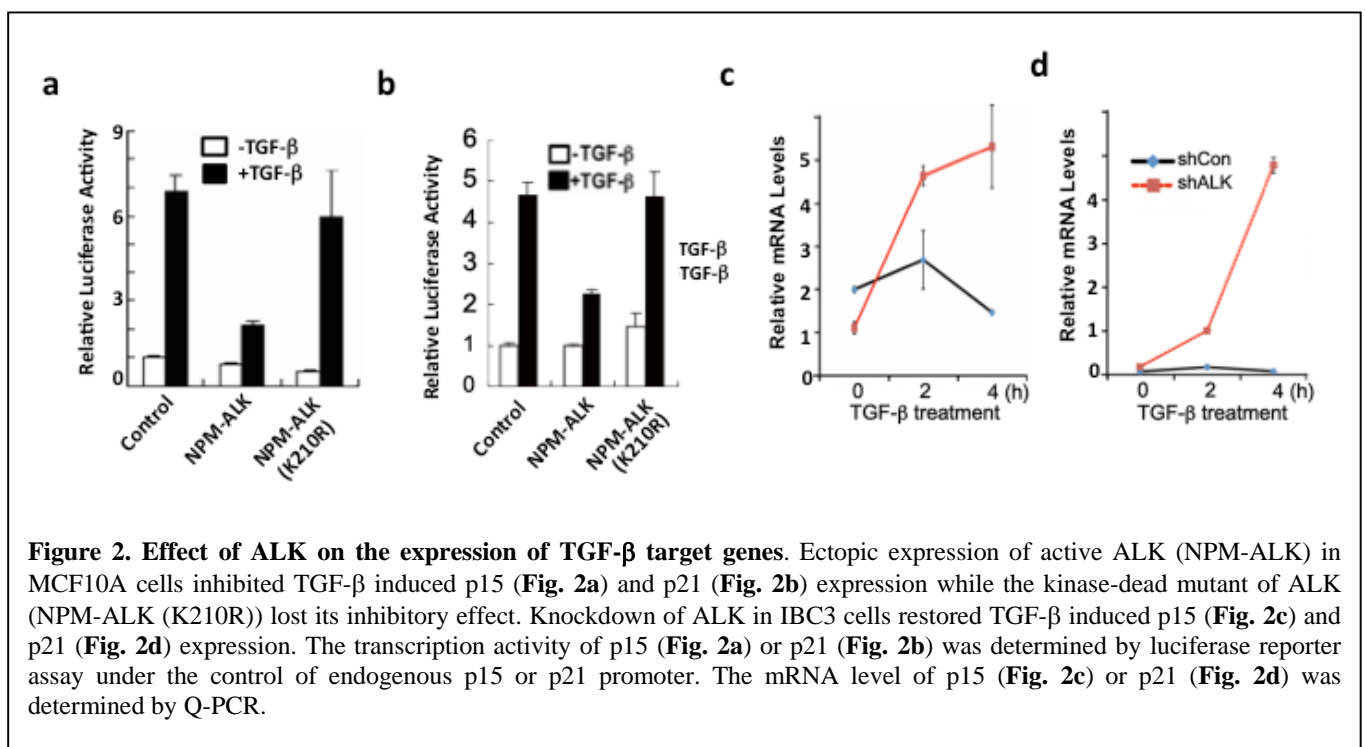 a
9
6
3
0
Relative Luciferase Activity
-TGF-β
+TGF-β
Control
NPM-ALK
NPM-ALK
(K210R)
b
6
5
4
3
2
1
0
Relative Luciferase Activity
-TGF-β
+TGF-β
Control
NPM-ALK
NPM-ALK
(K210R)
TGF-β
TGF-β
c
5
4
3
2
1
0
Relative mRNA Levels
0 2 4 (h)
TGF-β treatment
d
5
4
3
2
1
0
Relative mRNA Levels
shCon
shALK
0 2 4 (h)
TGF-β treatment
Figure 2. Effect of ALK on the expression of TGF-β target genes. Ectopic expression of active ALK (NPM-ALK) in
MCF10A cells inhibited TGF-β induced p15 (Fig. 2a) and p21 (Fig. 2b) expression while the kinase-dead mutant of ALK
(NPM-ALK (K210R)) lost its inhibitory effect. Knockdown of ALK in IBC3 cells restored TGF-β induced p15 (Fig. 2c) and
p21 (Fig. 2d) expression. The transcription activity of p15 (Fig. 2a) or p21 (Fig. 2b) was determined by luciferase reporter
assay under the control of endogenous p15 or p21 promoter. The mRNA level of p15 (Fig. 2c) or p21 (Fig. 2d) was
determined by Q-PCR.